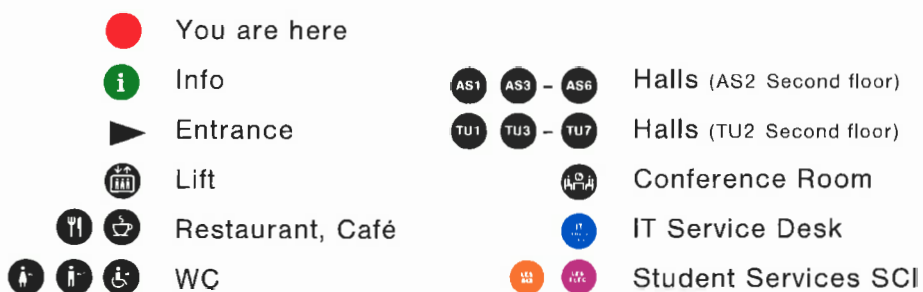 You are here
i Info
Entrance
Lift
Restaurant, Café
WC
AS1 AS3 - AS6 Halls (AS2 Second floor)
TU1 TU3 - TU7 Halls (TU2 Second floor)
Conference Room
IT IT Service Desk
Student Services SCI